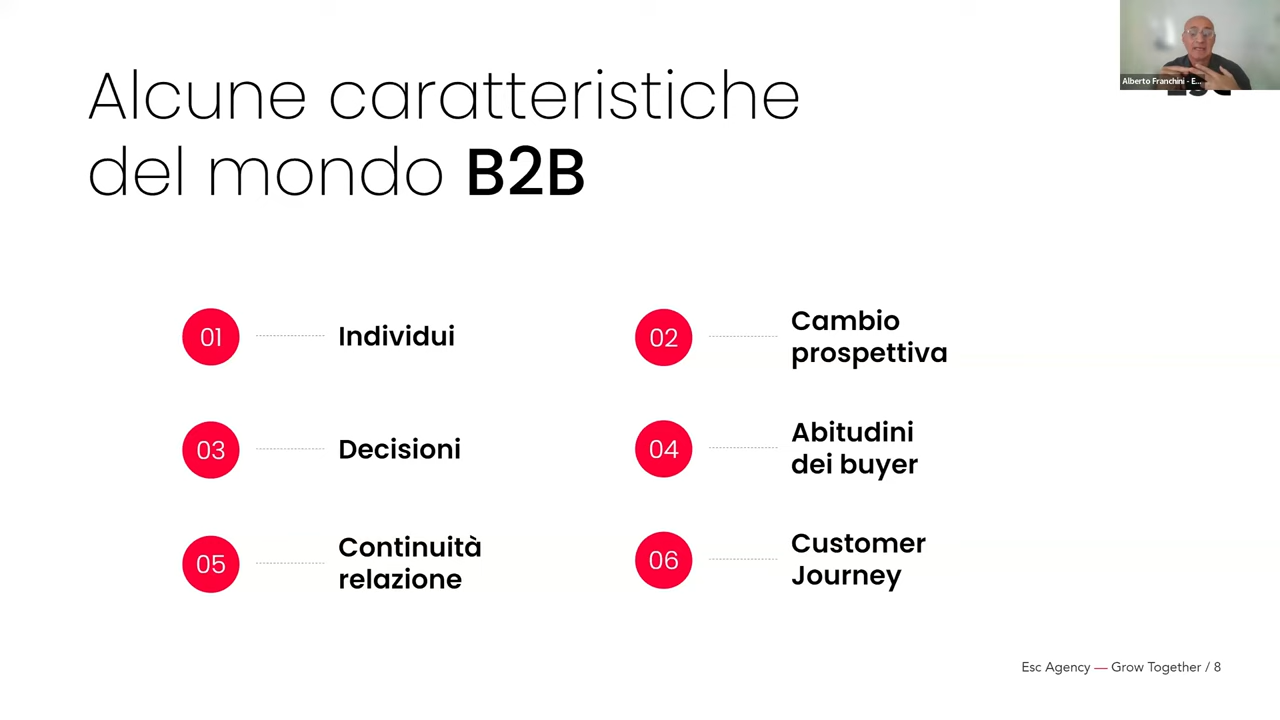 Alcune caratteristiche
del mondo B2B
Alberto Franchini - E...
01
Individui
02
Cambio
prospettiva
03
Decisioni
04
Abitudini
dei buyer
05
Continuità
relazione
06
Customer
Journey
Esc Agency — Grow Together / 8